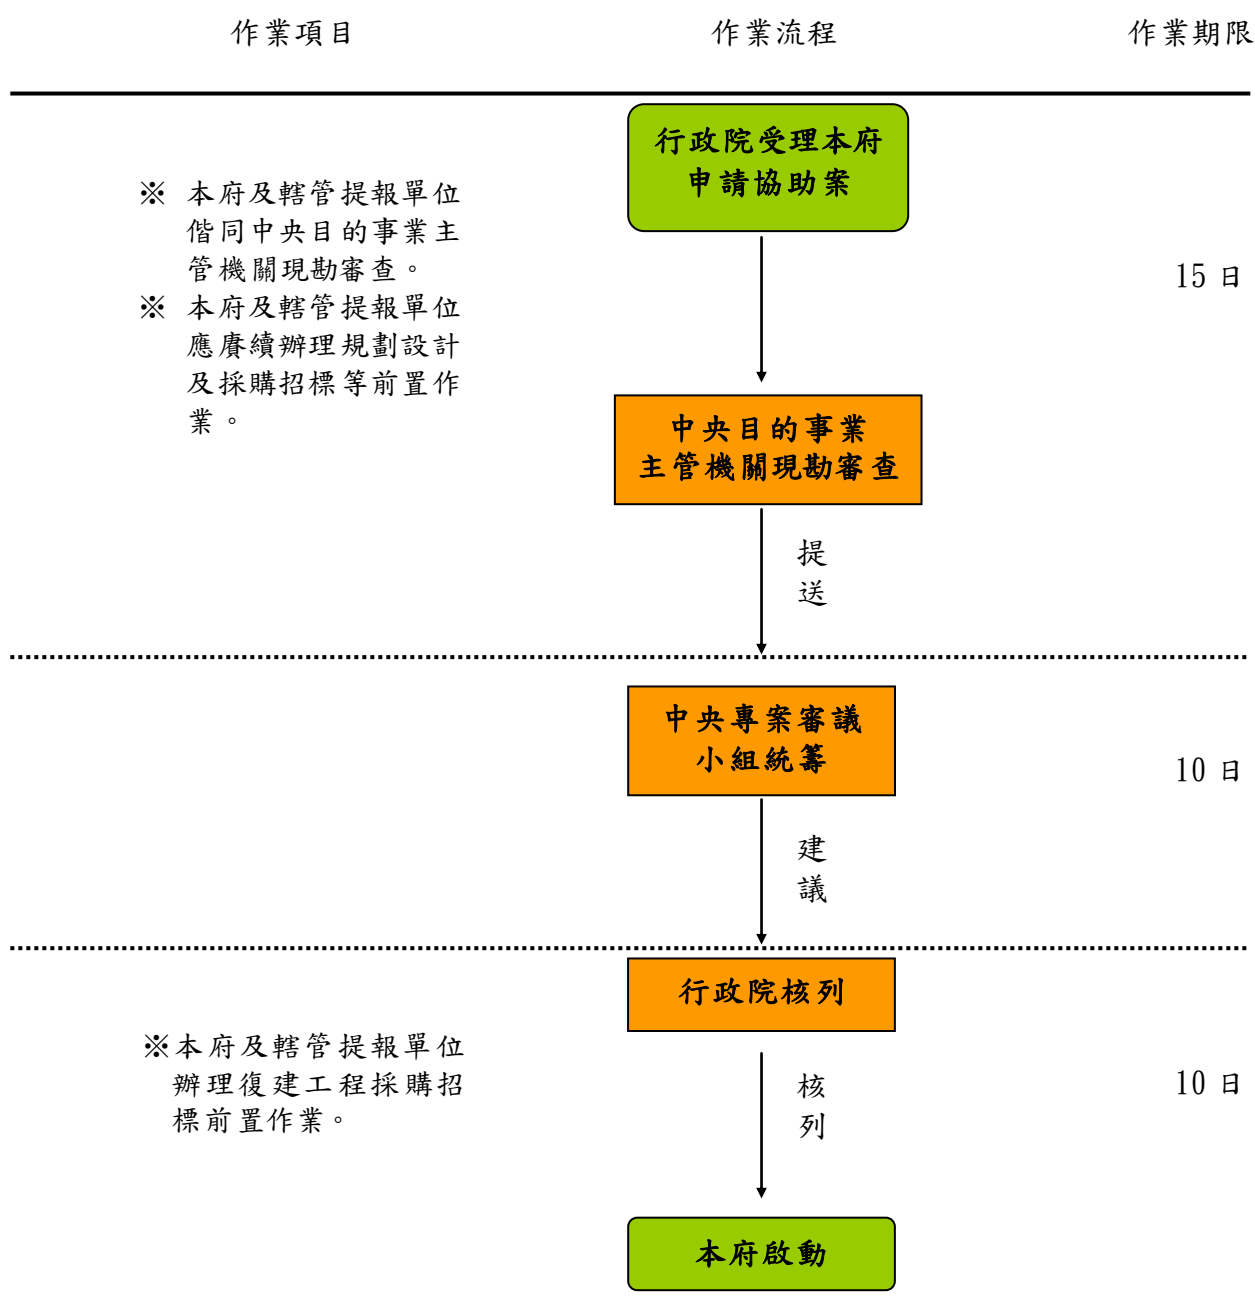 作業項目
作業流程
作業期限
行政院受理本府
申請協助案
※ 本府及轄管提報單位
偕同中央目的事業主
管機關現勘審查。
※ 本府及轄管提報單位
應賡續辦理規劃設計
及採購招標等前置作
業。
15 日
中央目的事業
主管機關現勘審查
提
送
中央專案審議
小組統籌
10 日
建
議
行政院核列
※本府及轄管提報單位
辦理復建工程採購招
標前置作業。
核
列
10 日
本府啟動